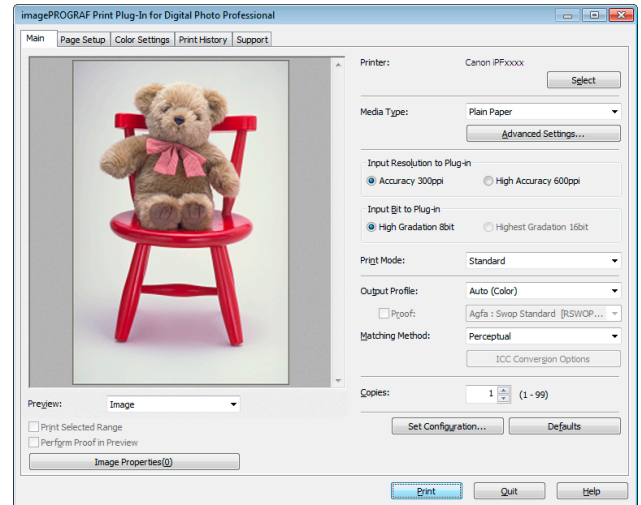 imagePROGRAF Print Plug-In for Digital Photo Professional
Main Page Setup Color Settings Print History Support
Printer: Canon iPFxxxx
Select
Media Type: Plain Paper
Advanced Settings...
Input Resolution to Plug-in
Accuracy 300ppi High Accuracy 600ppi
Input Bit to Plug-in
High Gradation 8bit Highest Gradation 16bit
Print Mode: Standard
Output Profile: Auto (Color)
Proof: Agfa : Swop Standard [RSWOP...
Matching Method: Perceptual
ICC Conversion Options
Copies: 1 (1 - 99)
Preview: Image
Set Configuration... Defaults
Print Selected Range
Perform Proof in Preview
Image Properties(0)
Print Quit Help